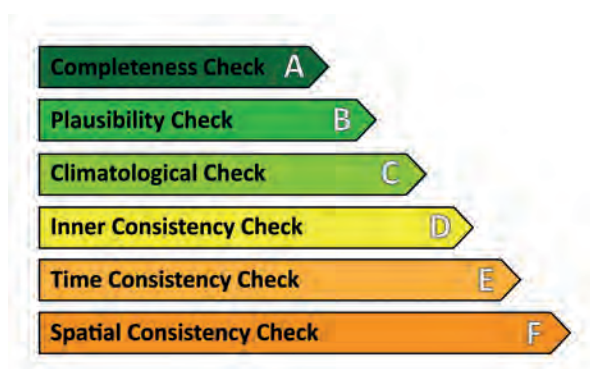 Completeness Check A
Plausibility Check B
Climatological Check C
Inner Consistency Check D
Time Consistency Check E
Spatial Consistency Check F